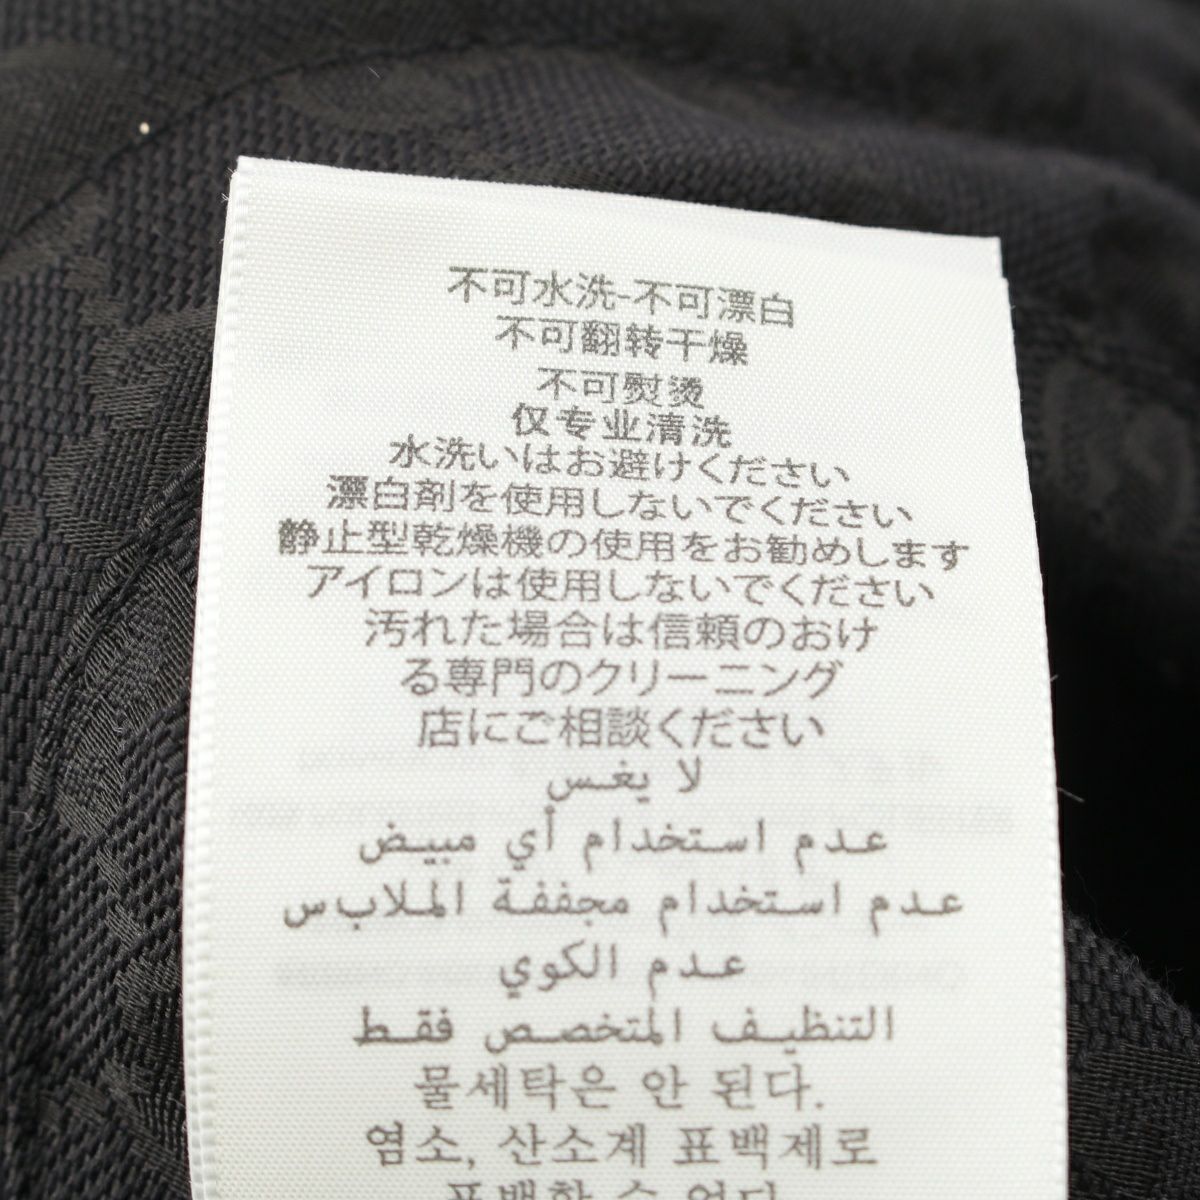 不可水洗-不可漂白
不可翻转干燥
不可熨烫
仅专业清洗
水洗いはお避けください
漂白剤を使用しないでください
静止型乾燥機の使用をお勧めします
アイロンは使用しないでください
汚れた場合は信頼のおけ
る専門のクリーニング
店にご相談ください
لا يغس
عدم استخدام أي مبيض
عدم استخدام مجففة الملابس
عدم الكوي
التنظيف المتخصص فقط
물세탁은 안 된다.
염소, 산소계 표백제로
표백할 수 없다